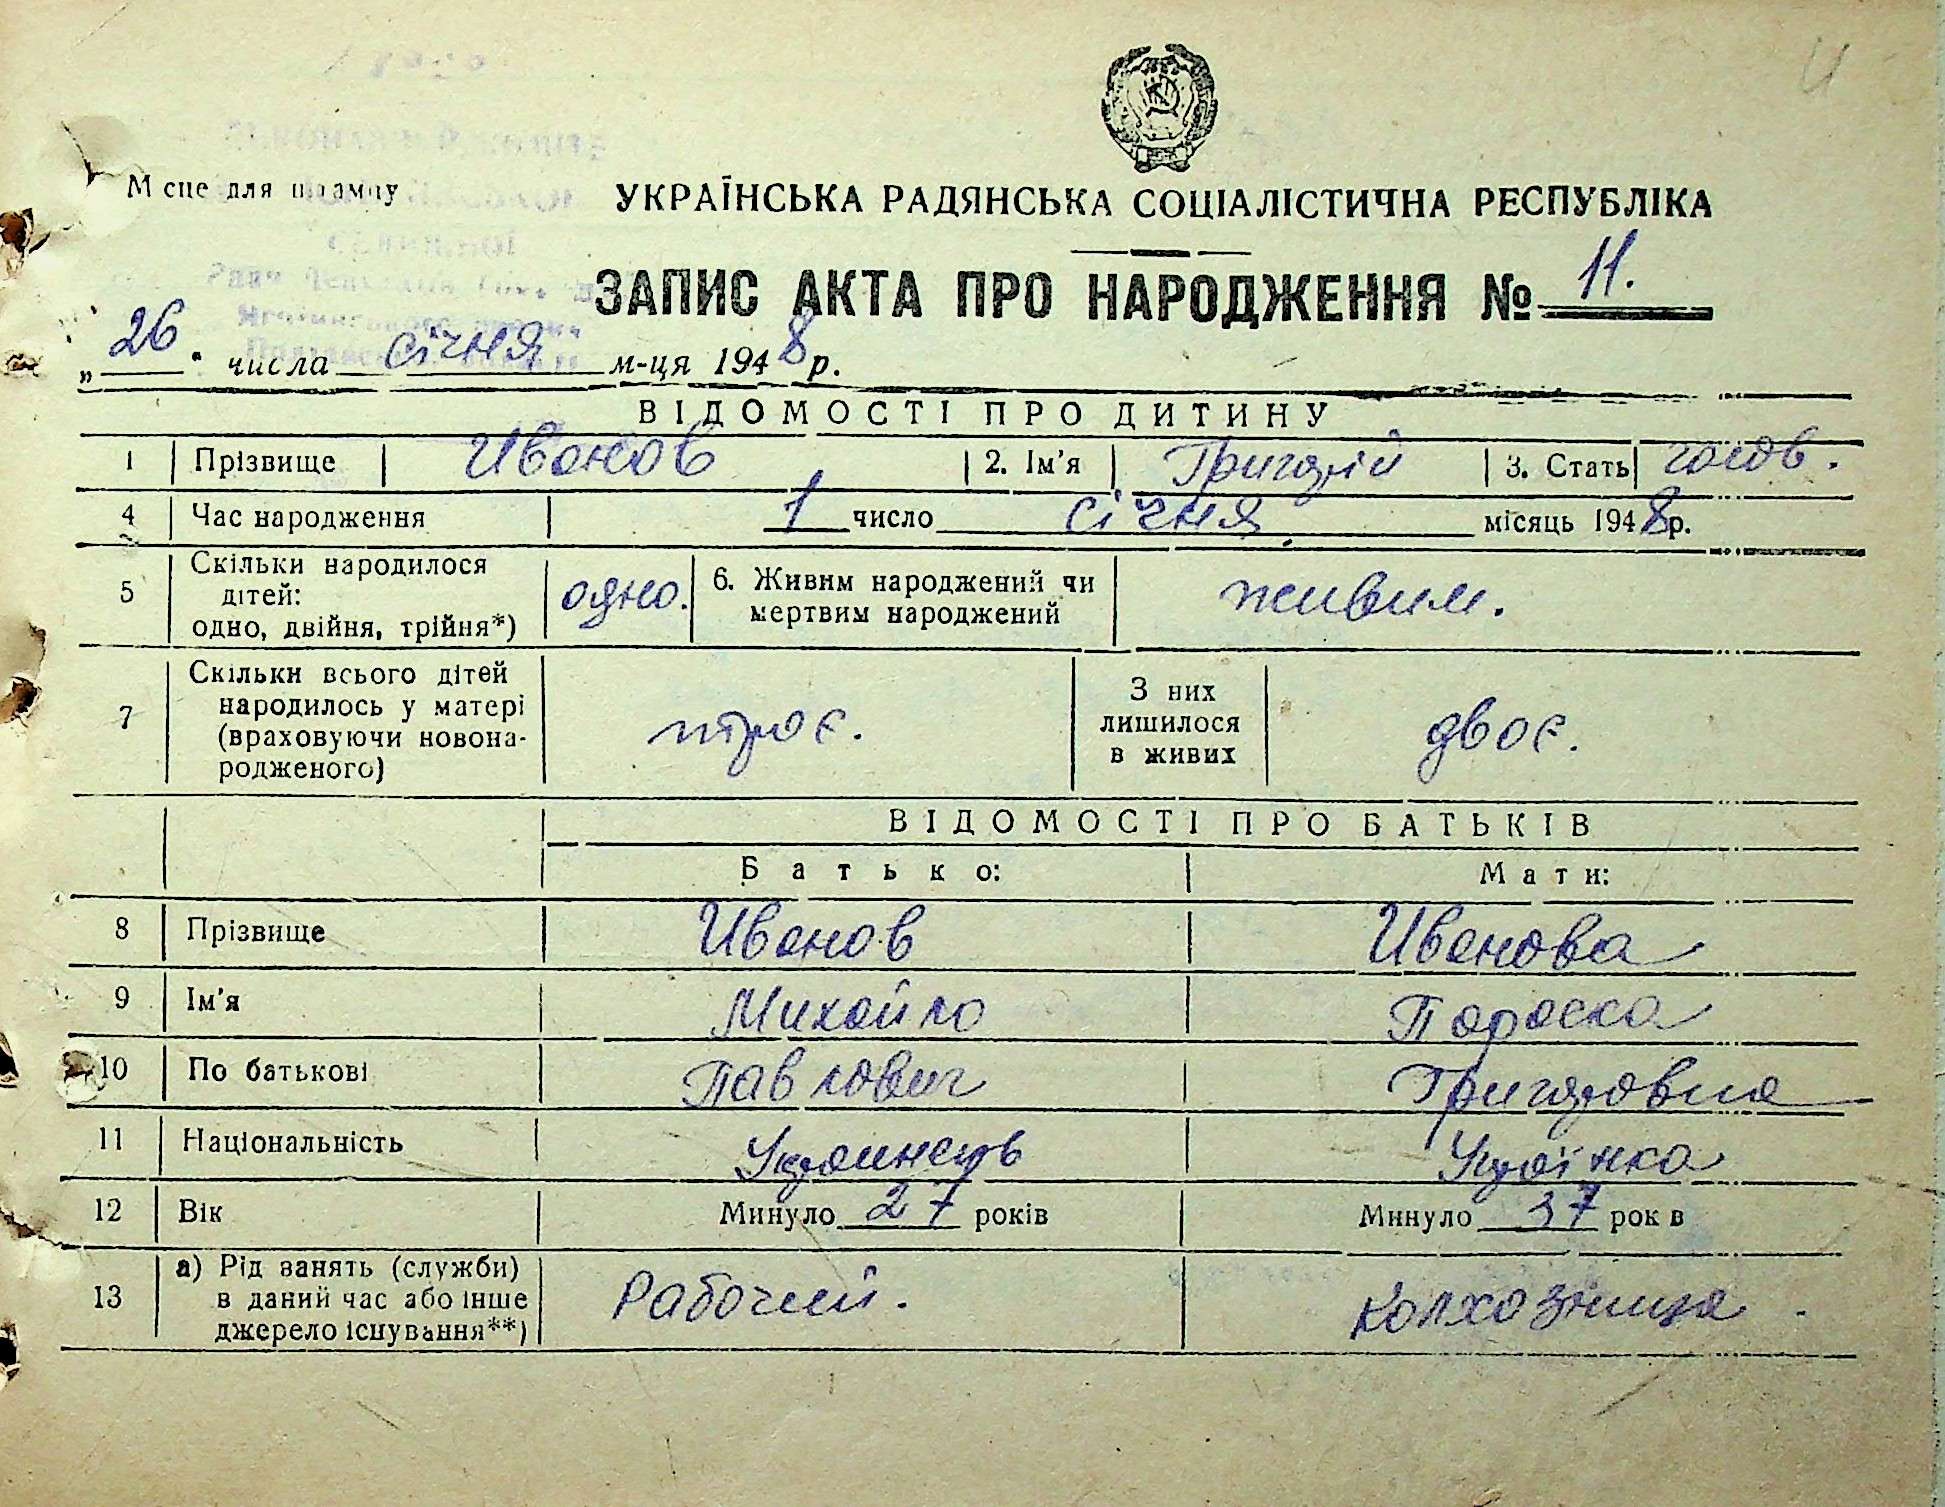 Місце для штампу
УКРАЇНСЬКА РАДЯНСЬКА СОЦІАЛІСТИЧНА РЕСПУБЛІКА
ЗАПИС АКТА ПРО НАРОДЖЕННЯ № 11.
„26" числа січня м-ця 1948 р.
ВІДОМОСТІ ПРО ДИТИНУ
1 Прізвище Иванов 2. Ім'я Григорій 3. Стать чолов.
4 Час народження 1 число січня місяць 1948 р.
5 Скільки народилося дітей: одно, двійня, трійня*) одно. 6. Живим народжений чи мертвим народжений живим.
7 Скільки всього дітей народилось у матері (враховуючи новонародженого) троє. З них лишилося в живих двоє.
ВІДОМОСТІ ПРО БАТЬКІВ
Батько: Мати:
8 Прізвище Иванов Иванова
9 Ім'я Михайло Параска
10 По батькові Павлович Григоровна
11 Національність Украинець Українка
12 Вік Минуло 27 років Минуло 37 рок в
13 а) Рід занять (служби) в даний час або інше джерело існування**) Рабочий. Колхозница